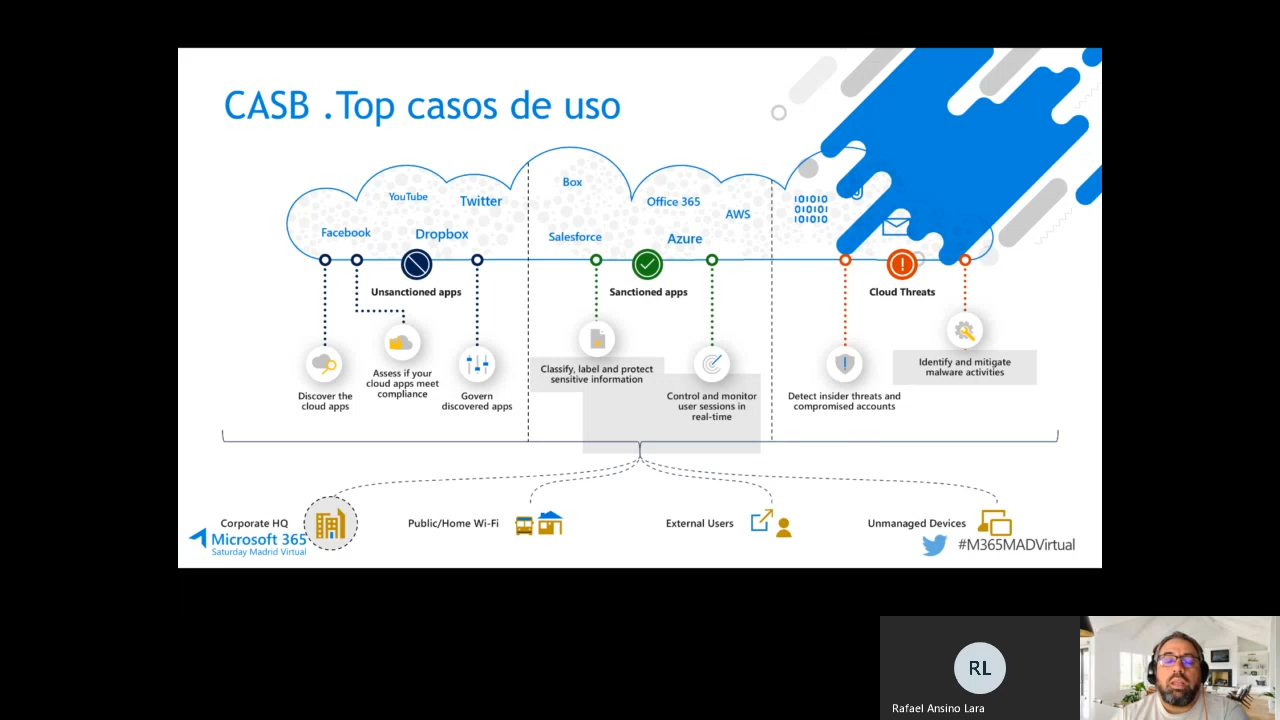 CASB .Top casos de uso
YouTube
Twitter
Facebook
Dropbox
Box
Office 365
AWS
Salesforce
Azure
101010
010101
101010
Unsanctioned apps
Sanctioned apps
Cloud Threats
Discover the
cloud apps
Assess if your
cloud apps meet
compliance
Govern
discovered apps
Classify, label and protect
sensitive information
Control and monitor
user sessions in
real-time
Detect insider threats and
compromised accounts
Identify and mitigate
malware activities
Corporate HQ
Public/Home Wi-Fi
External Users
Unmanaged Devices
Microsoft 365
Saturday Madrid Virtual
#M365MADVirtual
RL
Rafael Ansino Lara